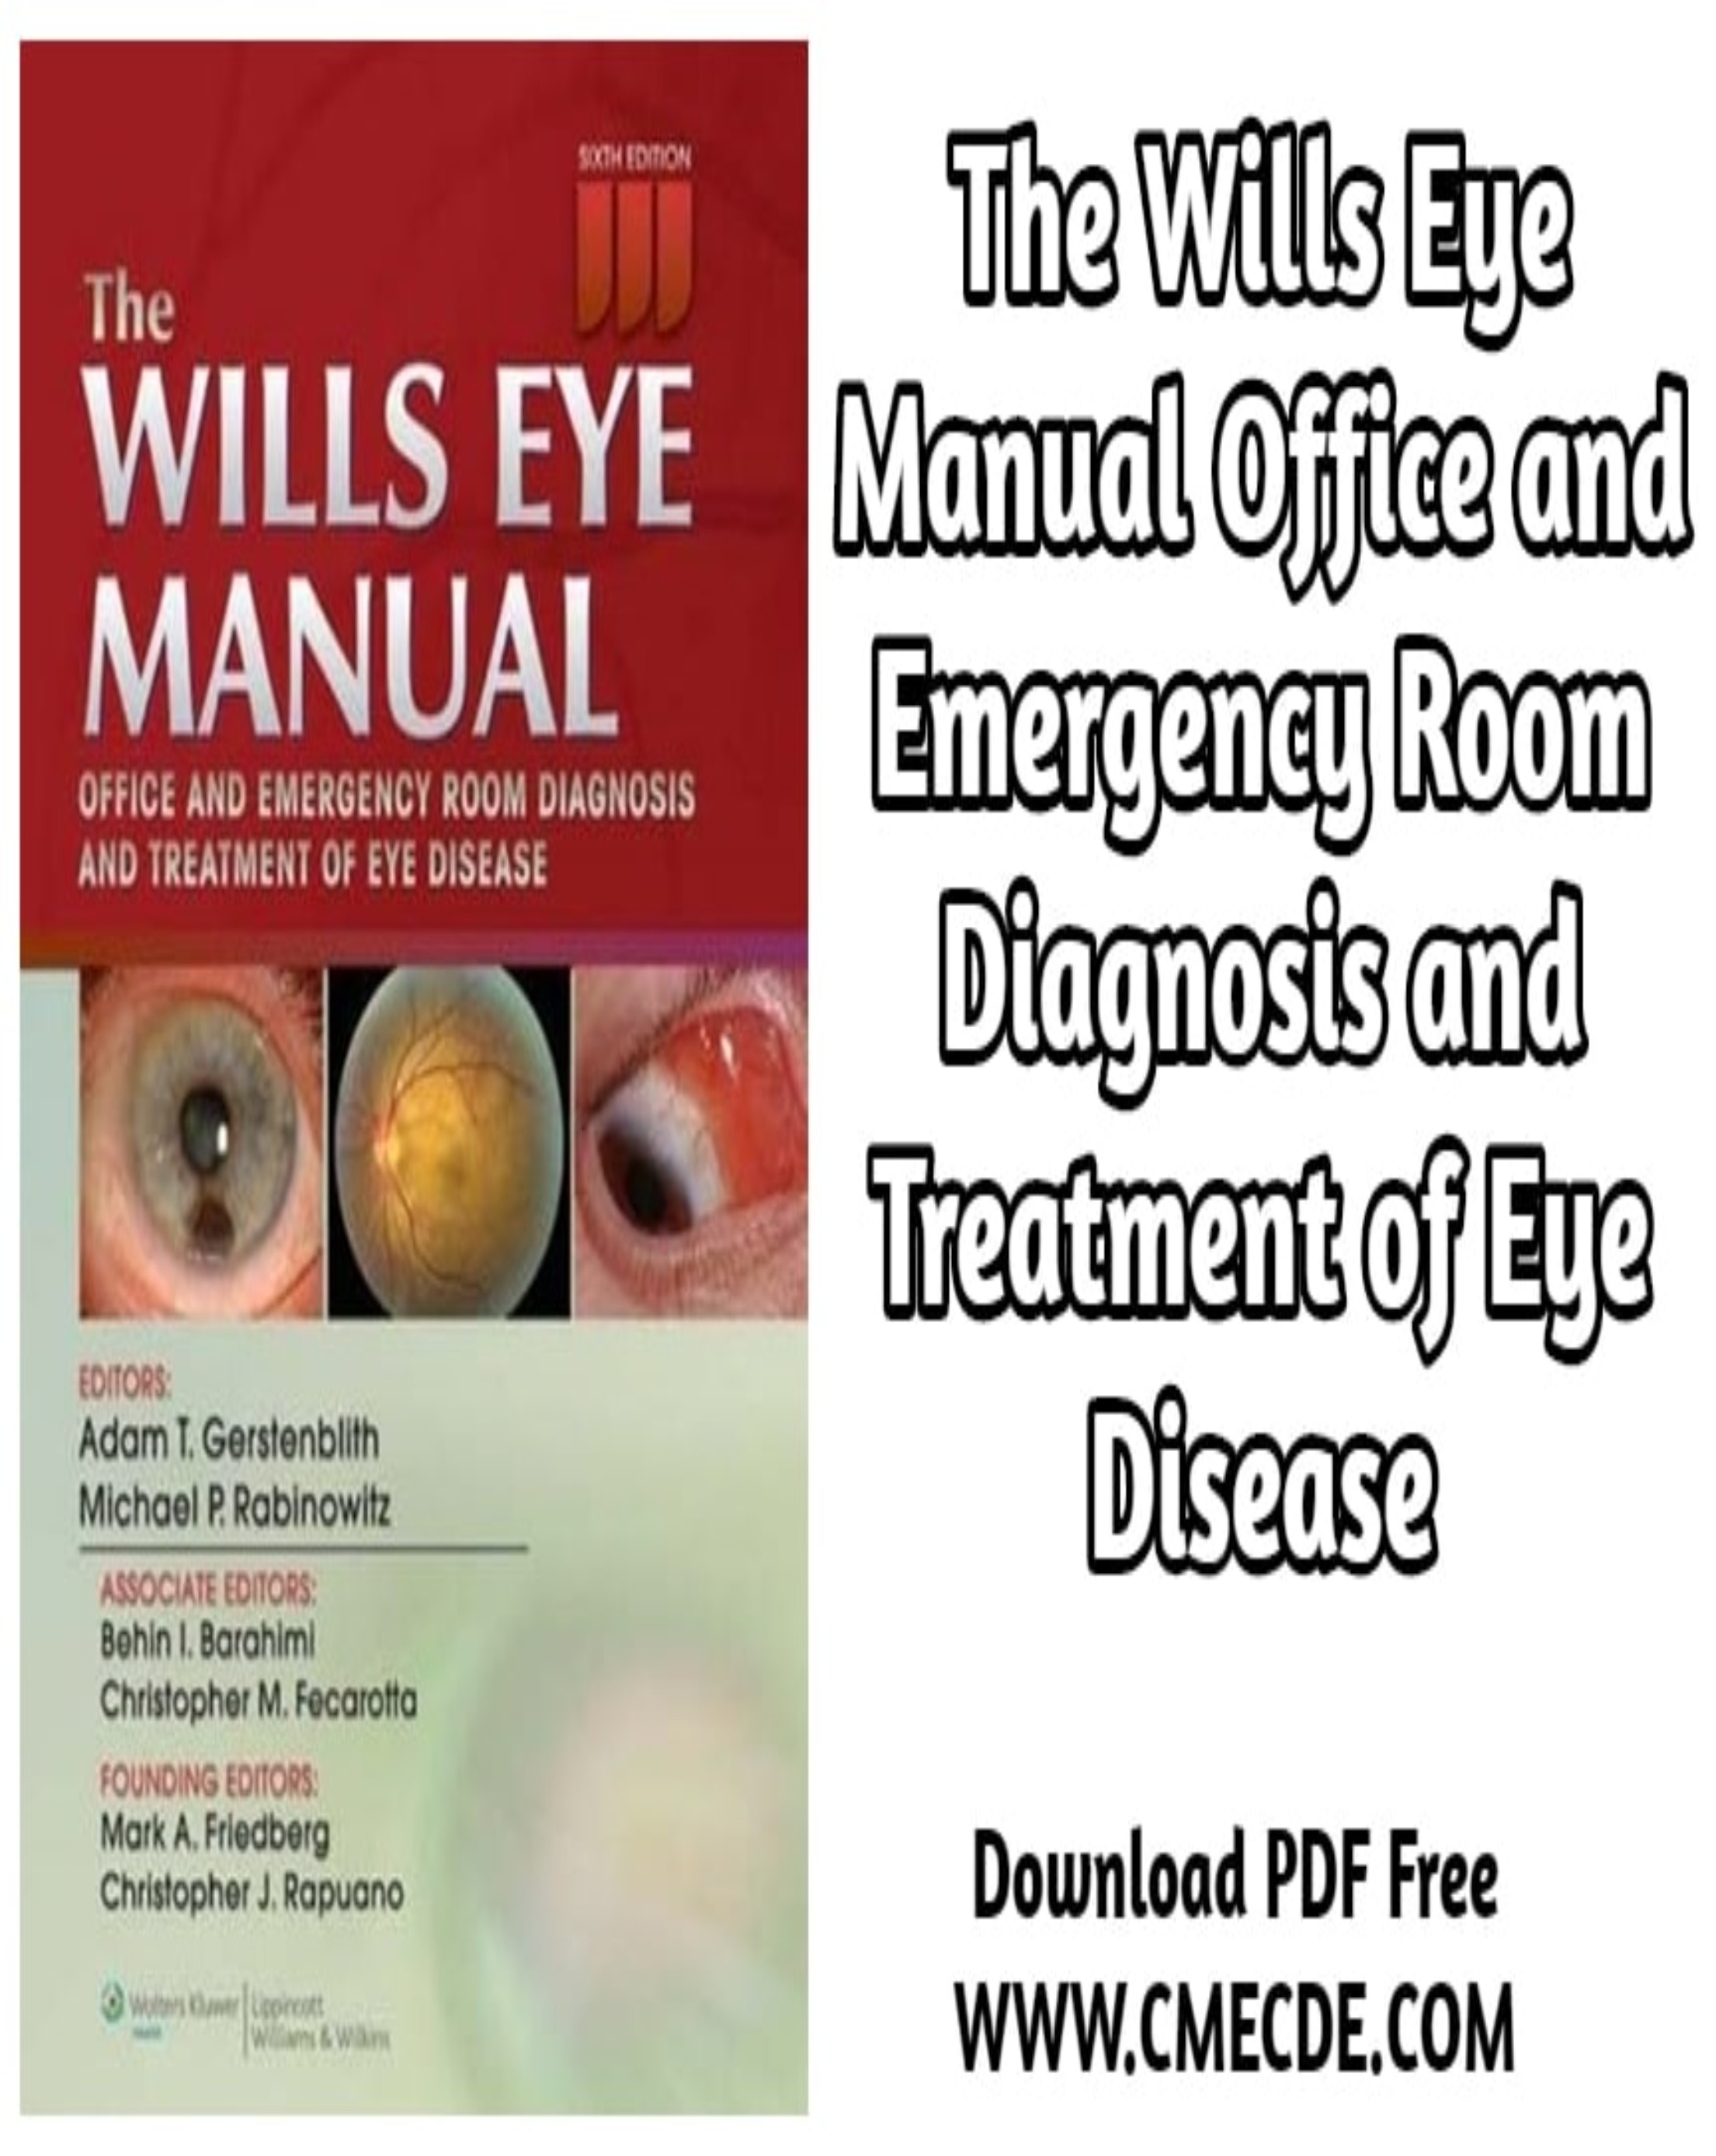 SIXTH EDITION
The
WILLS EYE
MANUAL
OFFICE AND EMERGENCY ROOM DIAGNOSIS
AND TREATMENT OF EYE DISEASE
EDITORS:
Adam T. Gerstenblith
Michael P. Rabinowitz
ASSOCIATE EDITORS:
Behin I. Barahimi
Christopher M. Fecarotta
FOUNDING EDITORS:
Mark A. Friedberg
Christopher J. Rapuano
Wolters Kluwer
Health
Lippincott
Williams & Wilkins
The Wills Eye
Manual Office and
Emergency Room
Diagnosis and
Treatment of Eye
Disease
Download PDF Free
WWW.CMECDE.COM